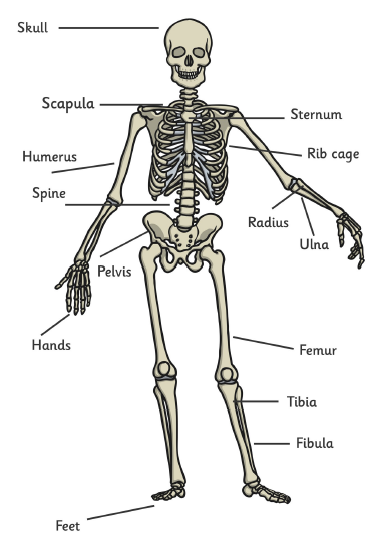 Skull
Scapula
Sternum
Humerus
Rib cage
Spine
Radius
Ulna
Pelvis
Hands
Femur
Tibia
Fibula
Feet